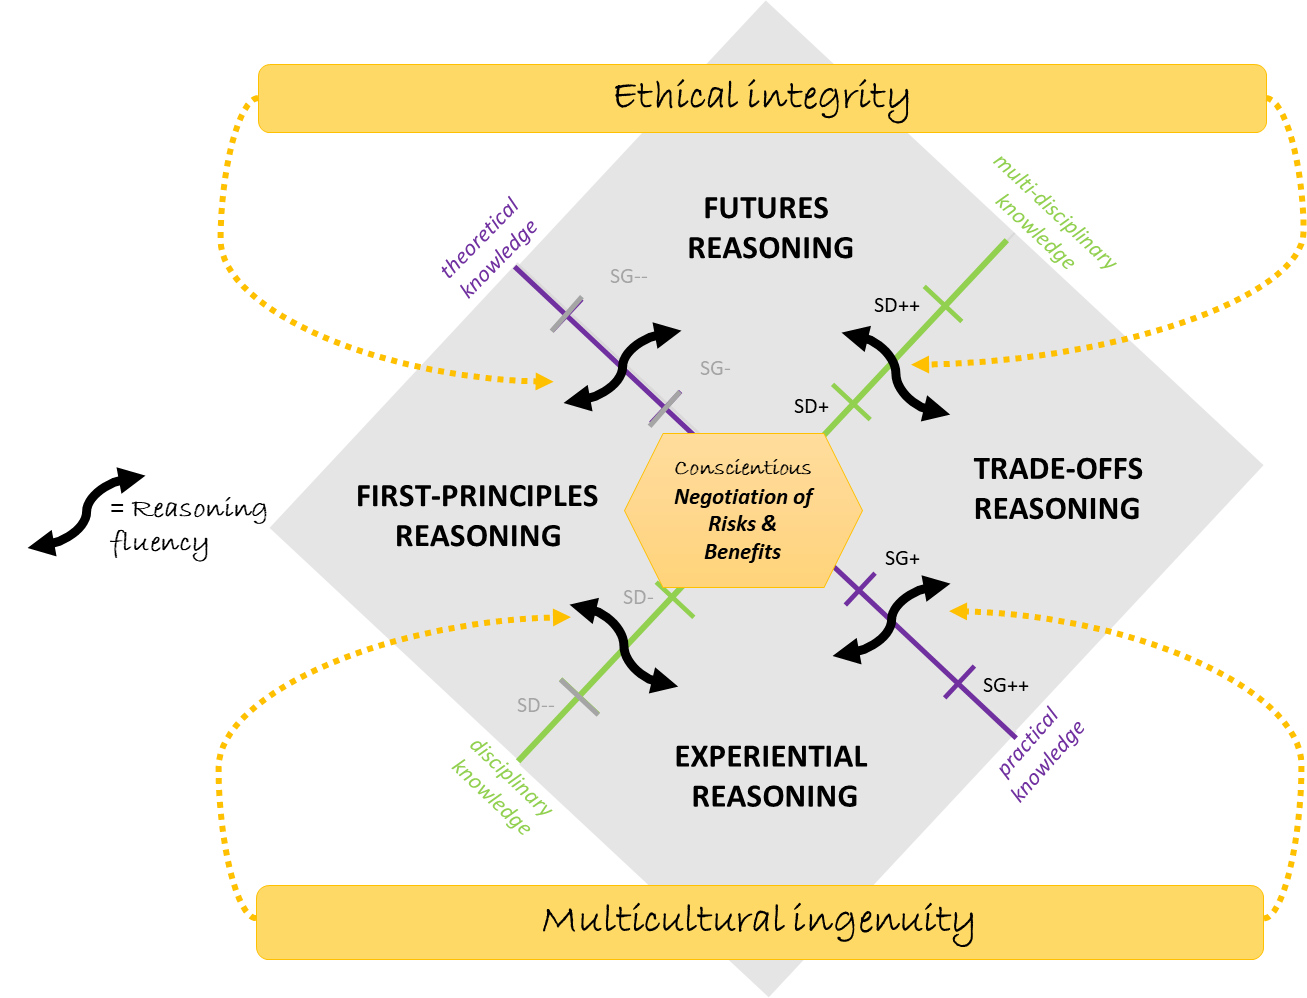 Ethical integrity
multi-disciplinary
knowledge
theoretical
knowledge
FUTURES
REASONING
SG--
SD++
SG-
SD+
Conscientious
Negotiation of
Risks &
Benefits
TRADE-OFFS
REASONING
FIRST-PRINCIPLES
REASONING
= Reasoning
fluency
SG+
SD-
SG++
SD--
practical
knowledge
disciplinary
knowledge
EXPERIENTIAL
REASONING
Multicultural ingenuity